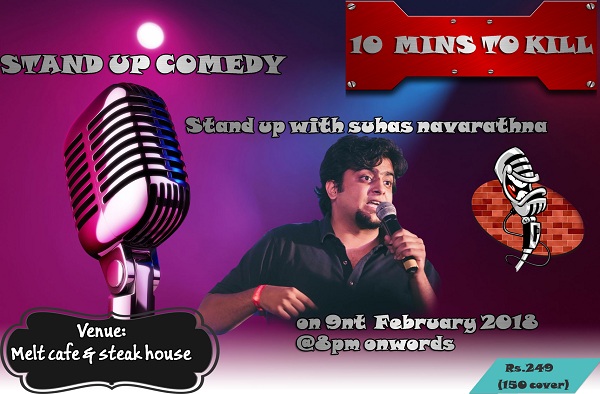 STAND UP COMEDY
10 MINS TO KILL
Stand up with suhas navarathna
on 9nt February 2018
@8pm onwords
Venue:
Melt cafe & steak house
Rs.249
(150 cover)